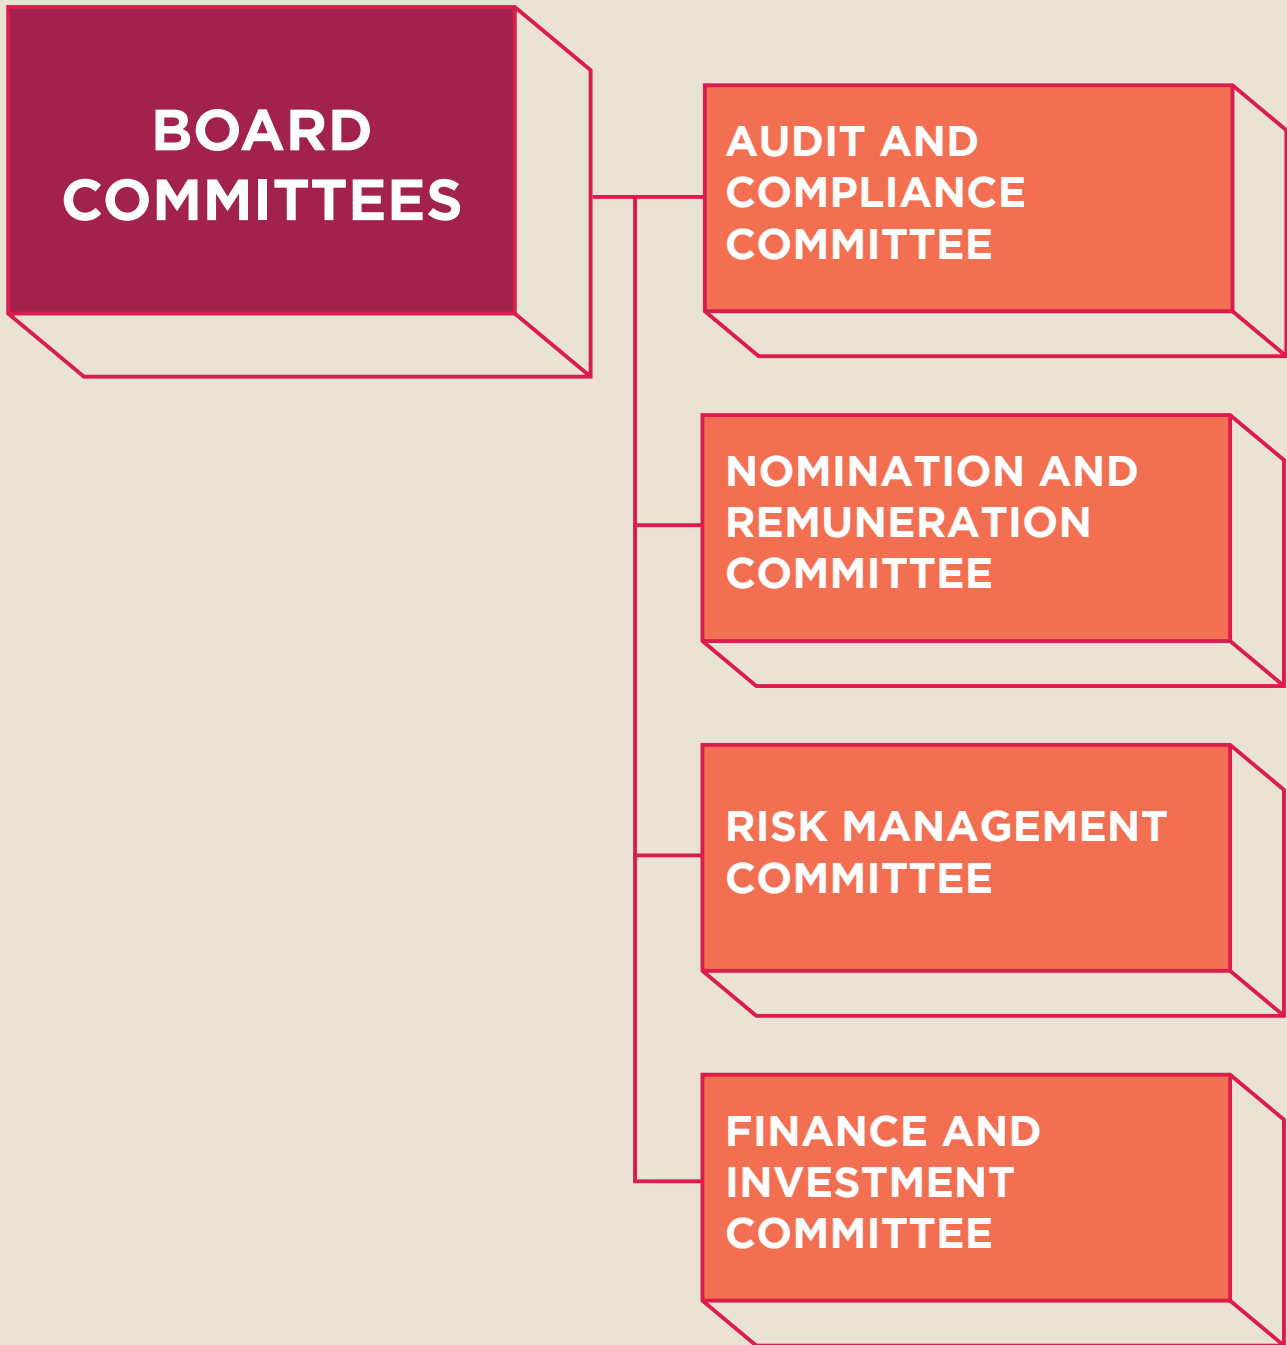 BOARD
COMMITTEES
AUDIT AND
COMPLIANCE
COMMITTEE
NOMINATION AND
REMUNERATION
COMMITTEE
RISK MANAGEMENT
COMMITTEE
FINANCE AND
INVESTMENT
COMMITTEE